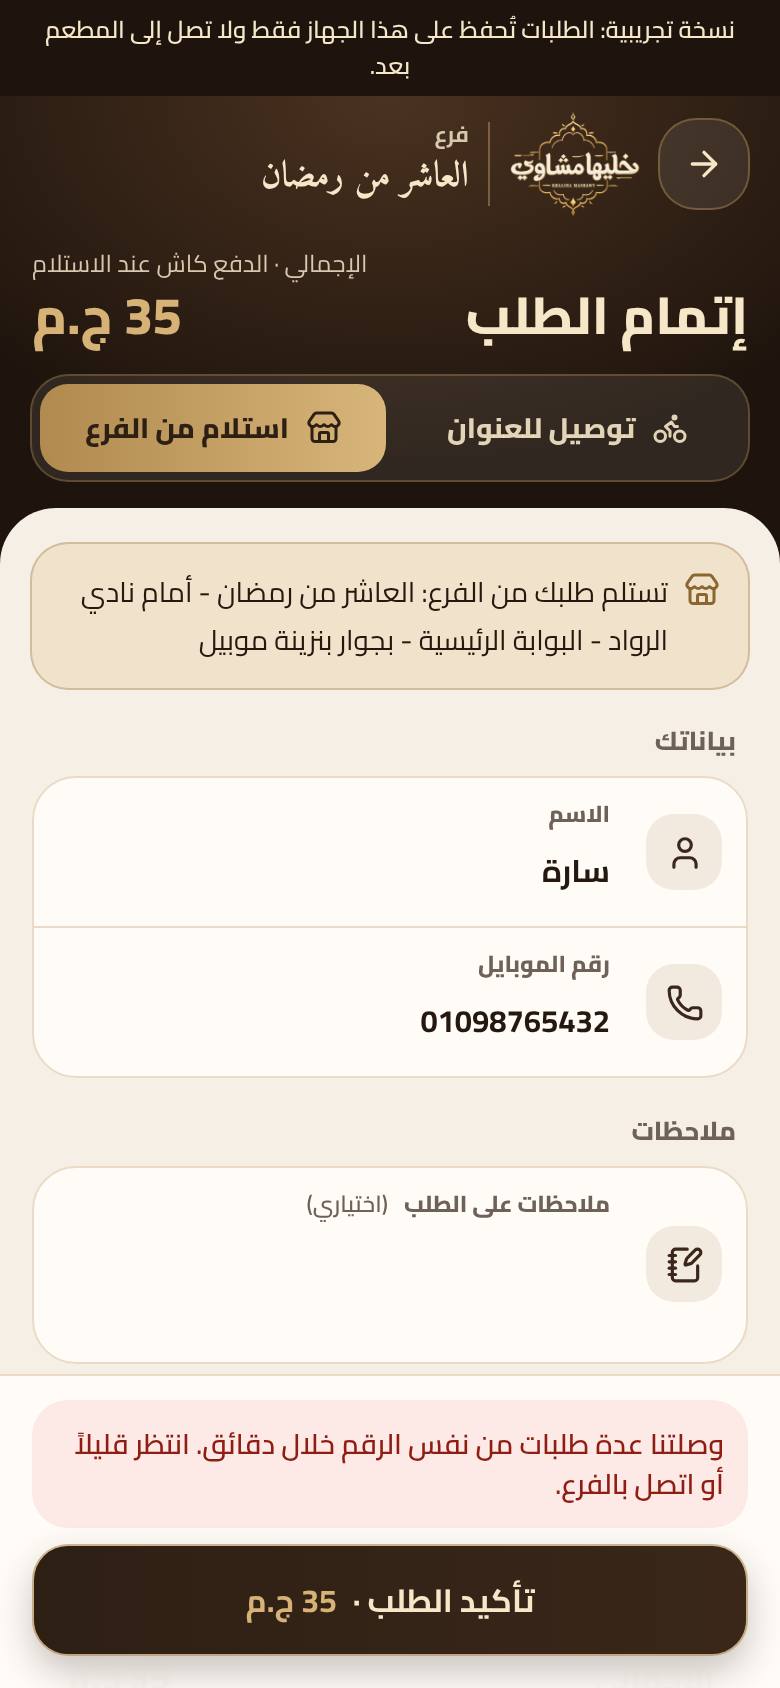 نسخة تجريبية: الطلبات تُحفظ على هذا الجهاز فقط ولا تصل إلى المطعم
بعد.
خليها مشاوي
KHALIHA MASHAWY
فرع
العاشر من رمضان
إتمام الطلب
الإجمالي · الدفع كاش عند الاستلام
35 ج.م
توصيل للعنوان
استلام من الفرع
تستلم طلبك من الفرع: العاشر من رمضان - أمام نادي
الرواد - البوابة الرئيسية - بجوار بنزينة موبيل
بياناتك
الاسم
سارة
رقم الموبايل
01098765432
ملاحظات
ملاحظات على الطلب (اختياري)
وصلتنا عدة طلبات من نفس الرقم خلال دقائق. انتظر قليلاً
أو اتصل بالفرع.
تأكيد الطلب · 35 ج.م